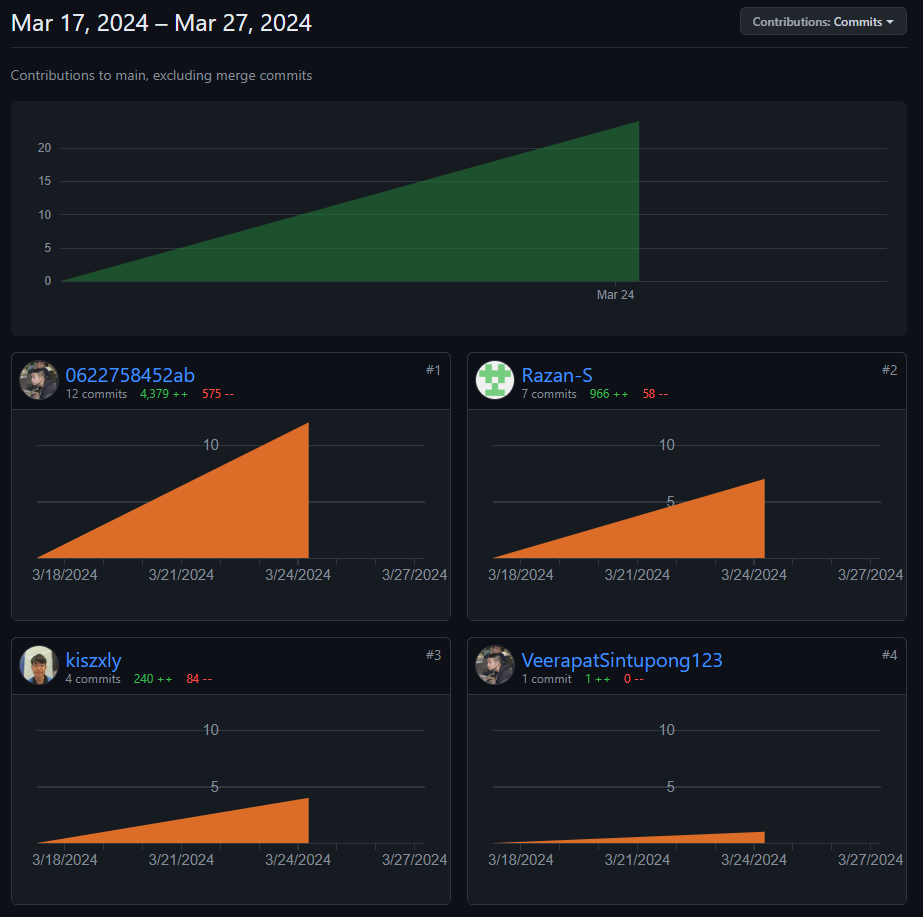 Mar 17, 2024 – Mar 27, 2024
Contributions: Commits
Contributions to main, excluding merge commits
20
15
10
5
0
Mar 24
0622758452ab
#1
12 commits 4,379 ++ 575 --
10
3/18/2024 3/21/2024 3/24/2024 3/27/2024
Razan-S
#2
7 commits 966 ++ 58 --
10
5
3/18/2024 3/21/2024 3/24/2024 3/27/2024
kiszxly
#3
4 commits 240 ++ 84 --
10
5
3/18/2024 3/21/2024 3/24/2024 3/27/2024
VeerapatSintupong123
#4
1 commit 1 ++ 0 --
10
5
3/18/2024 3/21/2024 3/24/2024 3/27/2024